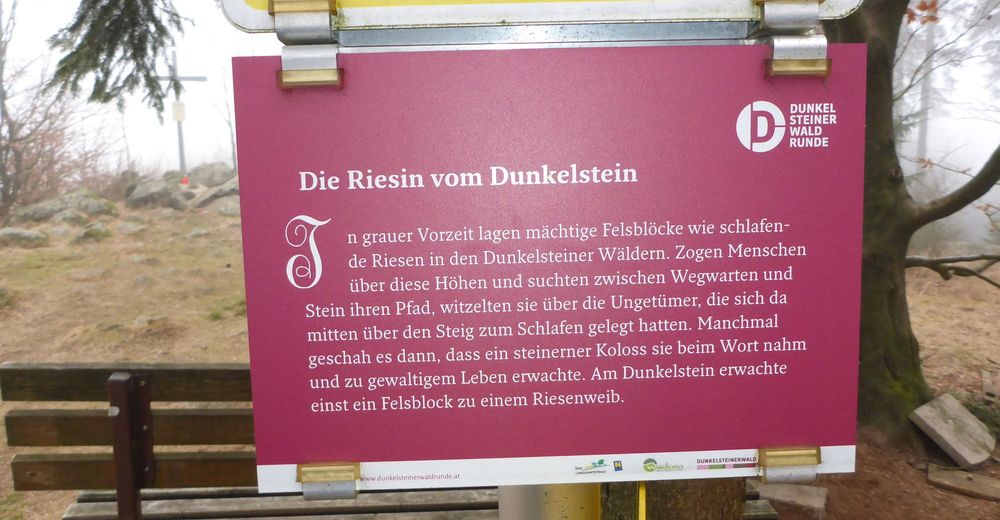 DUNKEL
STEINER
WALD
RUNDE
Die Riesin vom Dunkelstein
In grauer Vorzeit lagen mächtige Felsblöcke wie schlafen-
de Riesen in den Dunkelsteiner Wäldern. Zogen Menschen
über diese Höhen und suchten zwischen Wegwarten und
Stein ihren Pfad, witzelten sie über die Ungetümer, die sich da
mitten über den Steig zum Schlafen gelegt hatten. Manchmal
geschah es dann, dass ein steinerner Koloss sie beim Wort nahm
und zu gewaltigem Leben erwachte. Am Dunkelstein erwachte
einst ein Felsblock zu einem Riesenweib.
www.dunkelsteinerwaldrunde.at
DUNKELSTEINERWALD